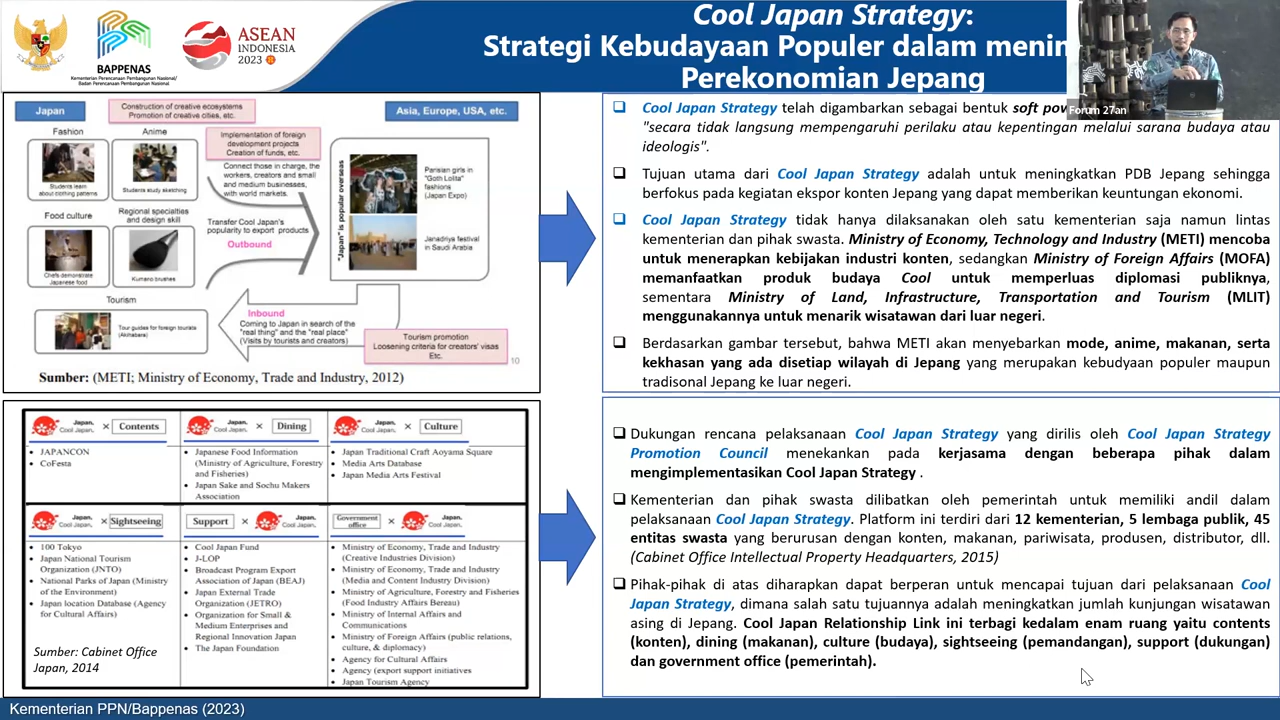 BAPPENAS
Kementerian Perencanaan Pembangunan Nasional/
Badan Perencanaan Pembangunan Nasional
ASEAN
INDONESIA
2023
Cool Japan Strategy:
Strategi Kebudayaan Populer dalam menin
Perekonomian Jepang
Forum 27an
Japan
Construction of creative ecosystems
Promotion of creative cities, etc.
Asia, Europe, USA, etc.
Fashion
Anime
Students learn
about clothing patterns
Students study sketching
Implementation of foreign
development projects
Creation of funds, etc.
Connect those in charge, the
workers, creators and small
and medium businesses,
with world markets.
Food culture
Regional specialties
and design skill
Chefs demonstrate
Japanese food
Kumano brushes
Transfer Cool Japan's
popularity to export products
Outbound
"Japan" is popular overseas
Parisian girls in
"Goth Lolita"
fashions
(Japan Expo)
Janadriya festival
in Saudi Arabia
Tourism
Tour guides for foreign tourists
(Akihabara)
Inbound
Coming to Japan in search of the
"real thing" and the "real place"
(Visits by tourists and creators)
Tourism promotion
Loosening criteria for creators' visas
Etc.
10
Sumber: (METI; Ministry of Economy, Trade and Industry, 2012)
❑ Cool Japan Strategy telah digambarkan sebagai bentuk soft pow
"secara tidak langsung mempengaruhi perilaku atau kepentingan melalui sarana budaya atau
ideologis".
❑ Tujuan utama dari Cool Japan Strategy adalah untuk meningkatkan PDB Jepang sehingga
berfokus pada kegiatan ekspor konten Jepang yang dapat memberikan keuntungan ekonomi.
❑ Cool Japan Strategy tidak hanya dilaksanakan oleh satu kementerian saja namun lintas
kementerian dan pihak swasta. Ministry of Economy, Technology and Industry (METI) mencoba
untuk menerapkan kebijakan industri konten, sedangkan Ministry of Foreign Affairs (MOFA)
memanfaatkan produk budaya Cool untuk memperluas diplomasi publiknya,
sementara Ministry of Land, Infrastructure, Transportation and Tourism (MLIT)
menggunakannya untuk menarik wisatawan dari luar negeri.
❑ Berdasarkan gambar tersebut, bahwa METI akan menyebarkan mode, anime, makanan, serta
kekhasan yang ada disetiap wilayah di Jepang yang merupakan kebudyaan populer maupun
tradisonal Jepang ke luar negeri.
Japan. Cool Japan. × Contents
• JAPANCON
• CoFesta
Japan. Cool Japan. × Dining
• Japanese Food Information
(Ministry of Agriculture, Forestry
and Fisheries)
• Japan Sake and Sochu Makers
Association
Japan. Cool Japan. × Culture
• Japan Traditional Craft Aoyama Square
• Media Arts Database
• Japan Media Arts Festival
Japan. Cool Japan. × Sightseeing
• 100 Tokyo
• Japan National Tourism
Organization (JNTO)
• National Parks of Japan (Ministry
of the Environment)
• Japan location Database (Agency
for Cultural Affairs)
Support × Japan. Cool Japan.
• Cool Japan Fund
• J-LOP
• Broadcast Program Export
Association of Japan (BEAJ)
• Japan External Trade
Organization (JETRO)
• Organization for Small &
Medium Enterprises and
Regional Innovation Japan
• The Japan Foundation
Government office × Japan. Cool Japan.
• Ministry of Economy, Trade and Industry
(Creative Industries Division)
• Ministry of Economy, Trade and Industry
(Media and Content Industry Division)
• Ministry of Agriculture, Forestry and Fisheries
(Food Industry Affairs Bereau)
• Ministry of Internal Affairs and
Communications
• Ministry of Foreign Affairs (public relations,
culture, & diplomacy)
• Agency for Cultural Affairs
• Agency (export support initiatives
• Japan Tourism Agency
Sumber: Cabinet Office
Japan, 2014
❑ Dukungan rencana pelaksanaan Cool Japan Strategy yang dirilis oleh Cool Japan Strategy
Promotion Council menekankan pada kerjasama dengan beberapa pihak dalam
mengimplementasikan Cool Japan Strategy .
❑ Kementerian dan pihak swasta dilibatkan oleh pemerintah untuk memiliki andil dalam
pelaksanaan Cool Japan Strategy. Platform ini terdiri dari 12 kementerian, 5 lembaga publik, 45
entitas swasta yang berurusan dengan konten, makanan, pariwisata, produsen, distributor, dll.
(Cabinet Office Intellectual Property Headquarters, 2015)
❑ Pihak-pihak di atas diharapkan dapat berperan untuk mencapai tujuan dari pelaksanaan Cool
Japan Strategy, dimana salah satu tujuannya adalah meningkatkan jumlah kunjungan wisatawan
asing di Jepang. Cool Japan Relationship Link ini terbagi kedalam enam ruang yaitu contents
(konten), dining (makanan), culture (budaya), sightseeing (pemandangan), support (dukungan)
dan government office (pemerintah).
Kementerian PPN/Bappenas (2023)